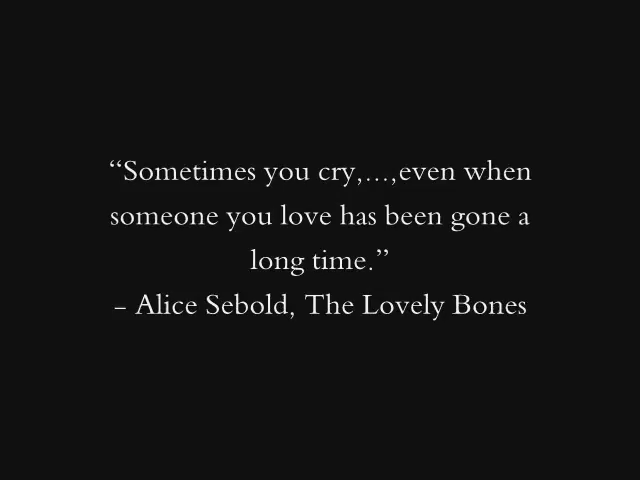 “Sometimes you cry,...,even when
someone you love has been gone a
long time.”
- Alice Sebold, The Lovely Bones